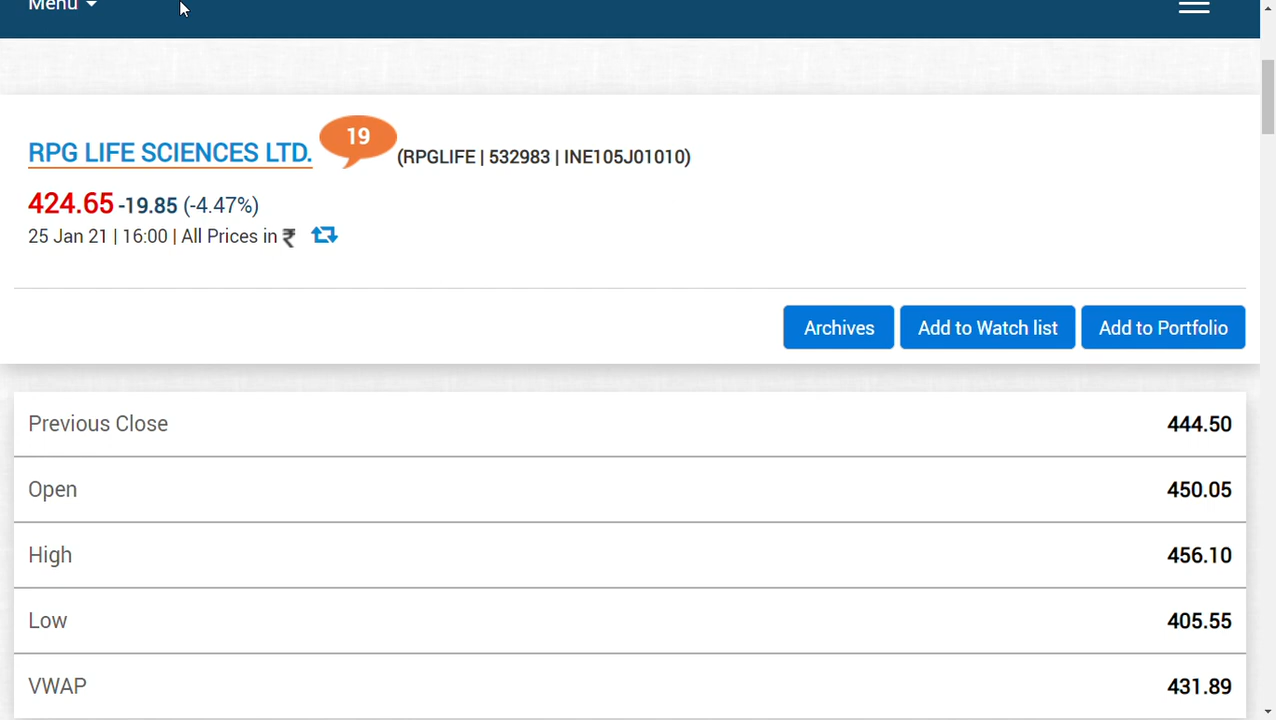 Menu
RPG LIFE SCIENCES LTD. 19 (RPGLIFE | 532983 | INE105J01010)
424.65 -19.85 (-4.47%)
25 Jan 21 | 16:00 | All Prices in ₹
Archives Add to Watch list Add to Portfolio
Previous Close 444.50
Open 450.05
High 456.10
Low 405.55
VWAP 431.89